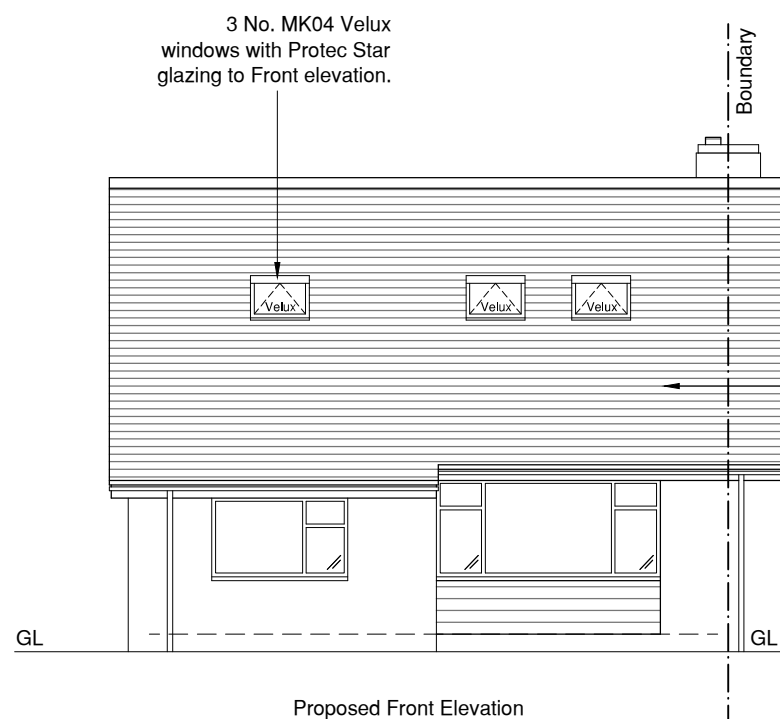 3 No. MK04 Velux
windows with Protec Star
glazing to Front elevation.
Boundary
Velux
Velux
Velux
GL
GL
Proposed Front Elevation